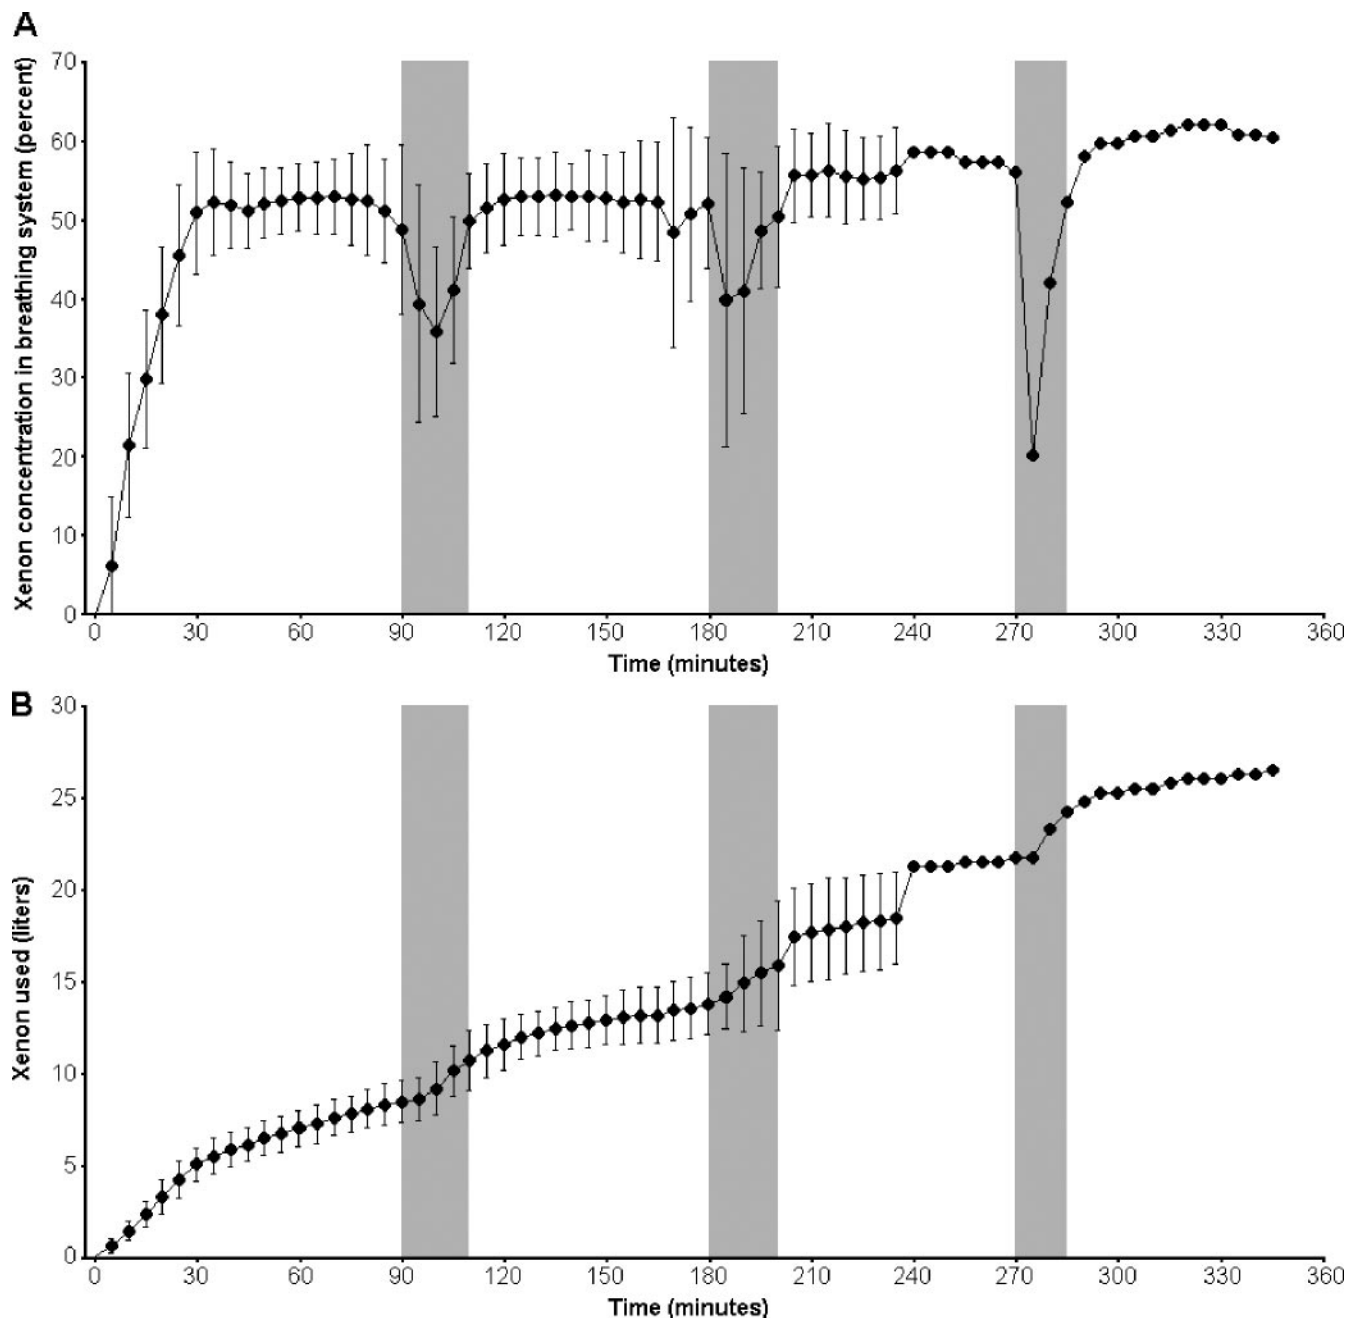 A
Xenon concentration in breathing system (percent)
70
60
50
40
30
20
10
0
0 30 60 90 120 150 180 210 240 270 300 330 360
Time (minutes)
B
Xenon used (liters)
30
25
20
15
10
5
0
0 30 60 90 120 150 180 210 240 270 300 330 360
Time (minutes)